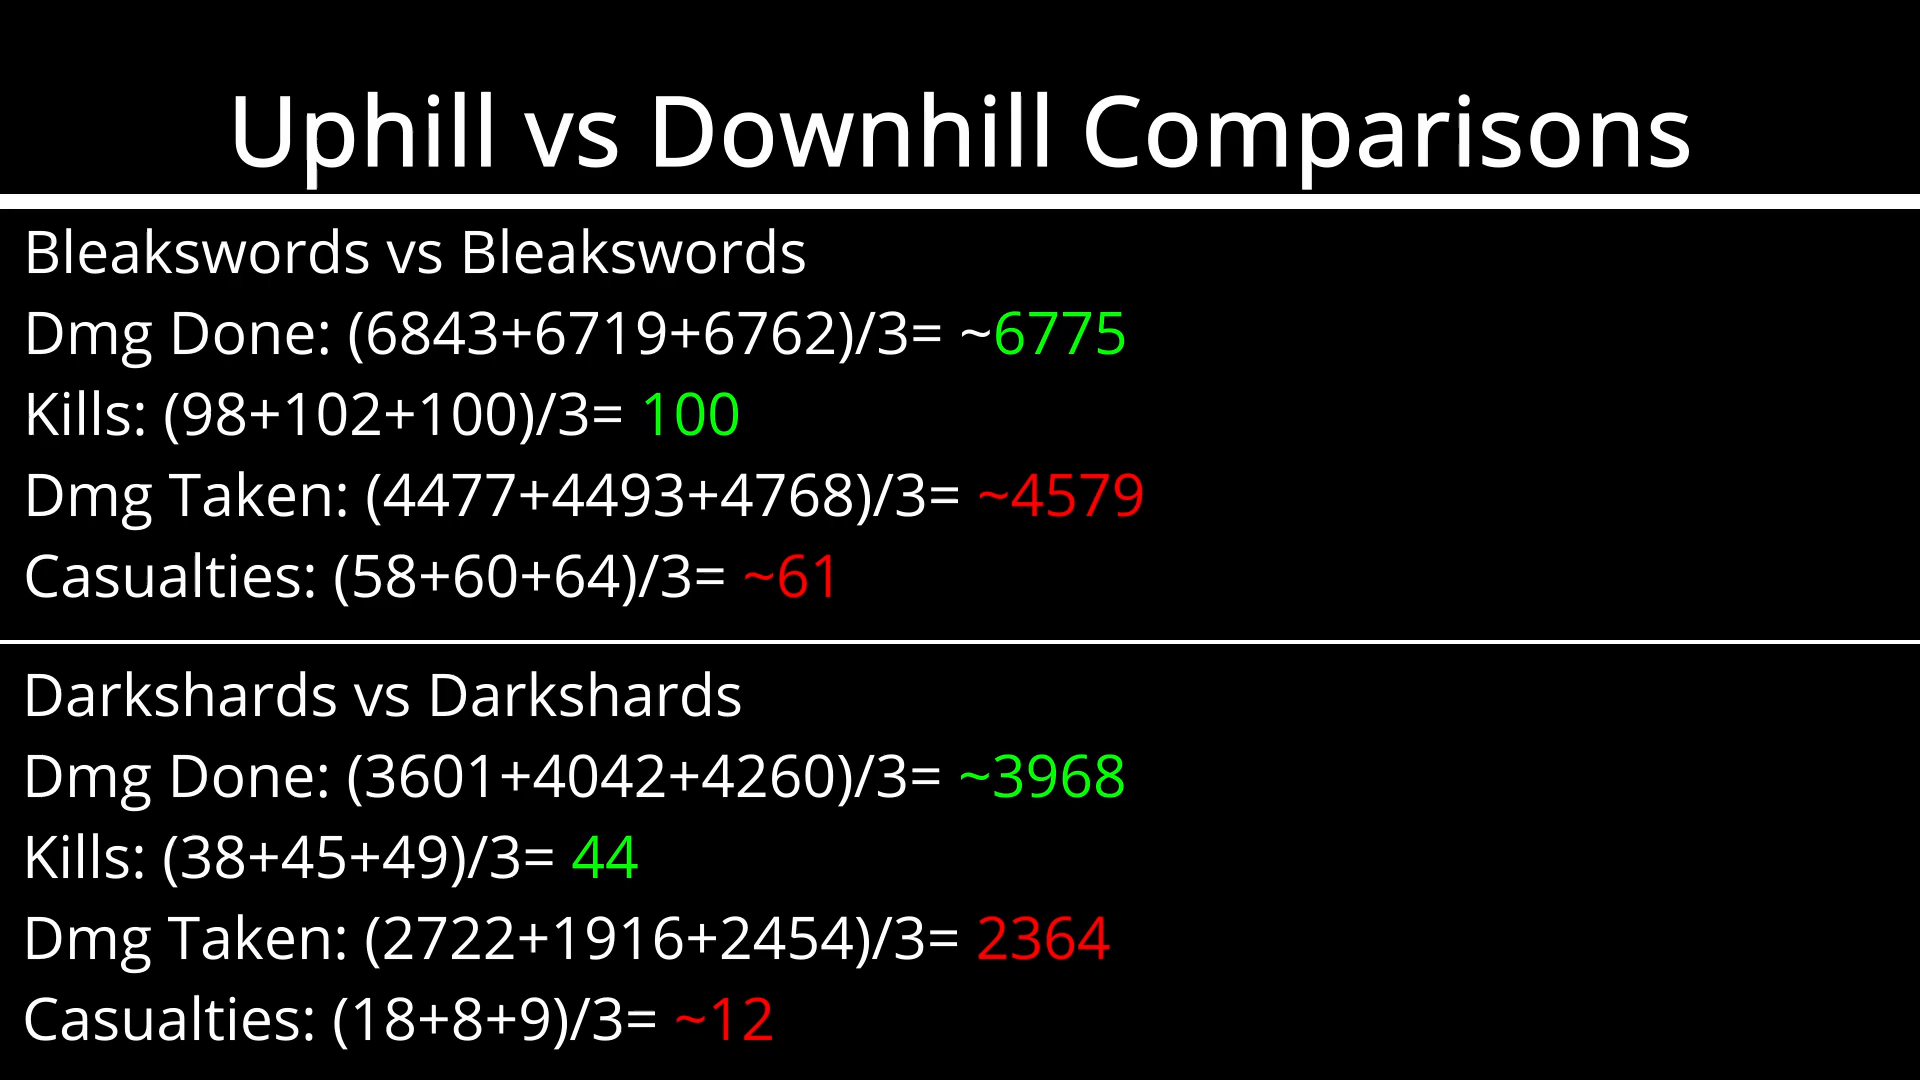 Uphill vs Downhill Comparisons
Bleakswords vs Bleakswords
Dmg Done: (6843+6719+6762)/3= ~6775
Kills: (98+102+100)/3= 100
Dmg Taken: (4477+4493+4768)/3= ~4579
Casualties: (58+60+64)/3= ~61
Darkshards vs Darkshards
Dmg Done: (3601+4042+4260)/3= ~3968
Kills: (38+45+49)/3= 44
Dmg Taken: (2722+1916+2454)/3= 2364
Casualties: (18+8+9)/3= ~12